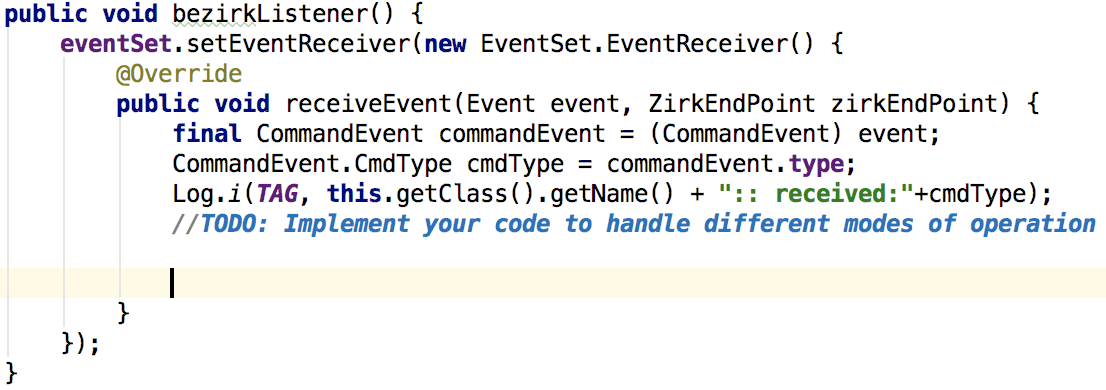 public void bezirkListener() {
eventSet.setEventReceiver(new EventSet.EventReceiver() {
@Override
public void receiveEvent(Event event, ZirkEndPoint zirkEndPoint) {
final CommandEvent commandEvent = (CommandEvent) event;
CommandEvent.CmdType cmdType = commandEvent.type;
Log.i(TAG, this.getClass().getName() + ":: received:"+cmdType);
//TODO: Implement your code to handle different modes of operation
}
});
}